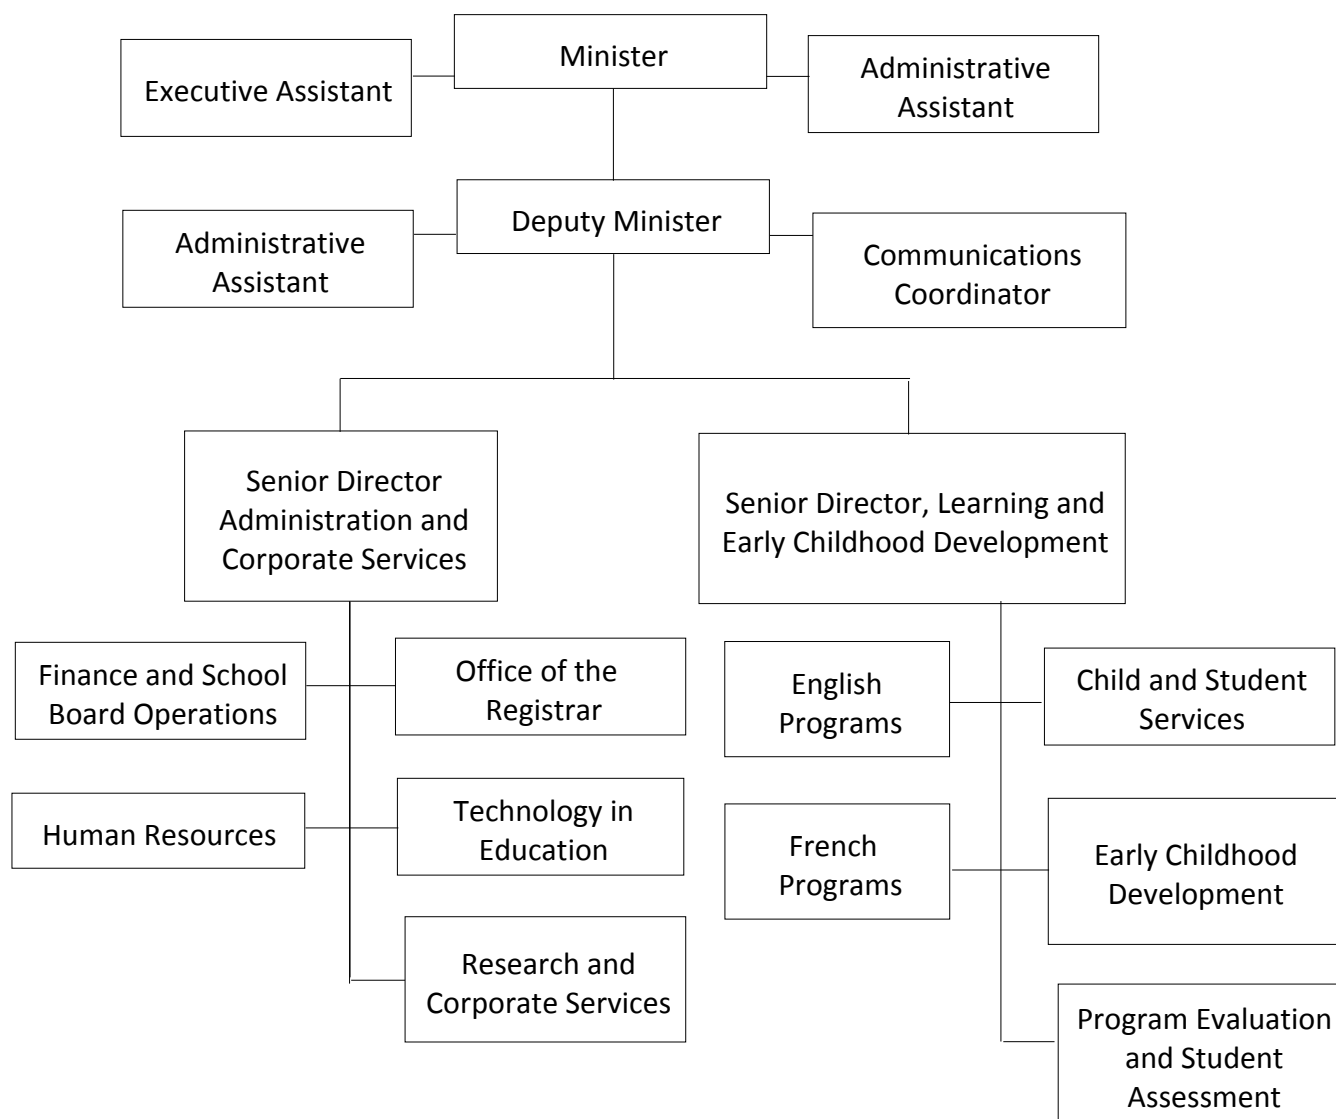 Minister
Executive Assistant
Administrative
Assistant
Deputy Minister
Administrative
Assistant
Communications
Coordinator
Senior Director
Administration and
Corporate Services
Senior Director, Learning and
Early Childhood Development
Finance and School
Board Operations
Office of the
Registrar
English
Programs
Child and Student
Services
Human Resources
Technology in
Education
French
Programs
Early Childhood
Development
Research and
Corporate Services
Program Evaluation
and Student
Assessment